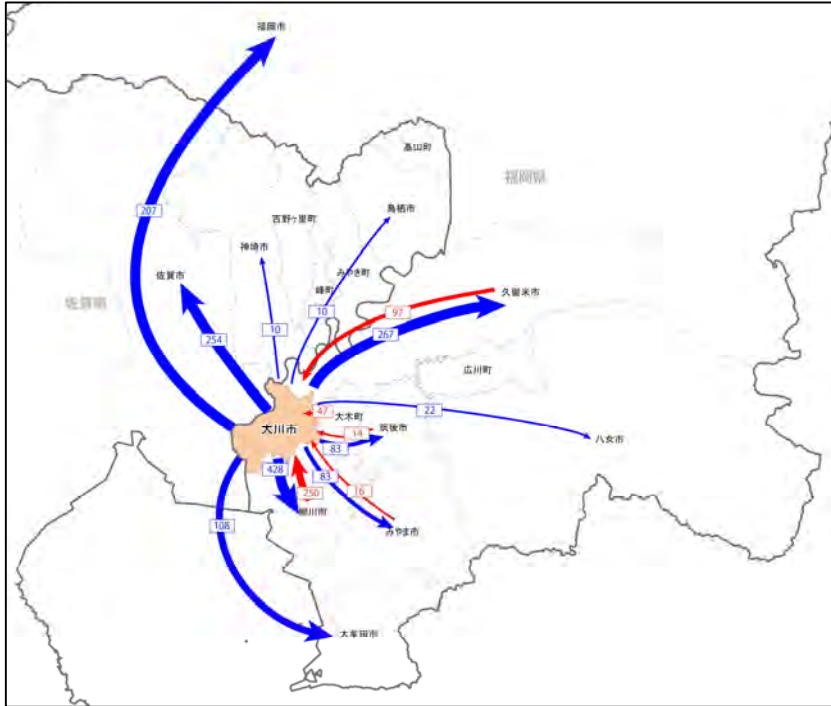 福岡市
基山町
福岡県
207
鳥栖市
吉野ヶ里町
神埼市
みやき町
佐賀市
佐賀県
峰町
久留米市
10
97
267
254
10
広川町
47
大木町
22
大川市
14
筑後市
83
八女市
428
83
250
16
柳川市
108
みやま市
大牟田市